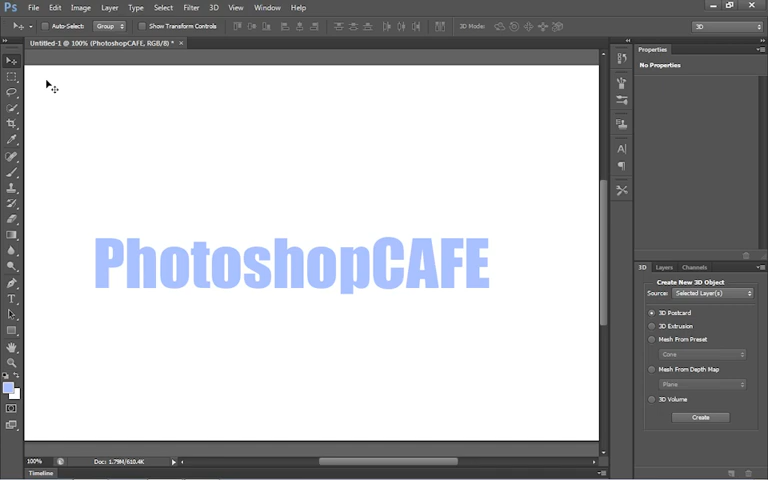 Ps File Edit Image Layer Type Select Filter 3D View Window Help
Auto-Select: Group Show Transform Controls 3D Mode: 3D
Untitled-1 @ 100% (PhotoshopCAFE, RGB/8) * ×
Properties
No Properties
PhotoshopCAFE
3D Layers Channels
Create New 3D Object
Source: Selected Layer(s)
3D Postcard
3D Extrusion
Mesh From Preset
Cone
Mesh From Depth Map
Plane
3D Volume
Create
100% Doc: 1.79M/610.4K
Timeline